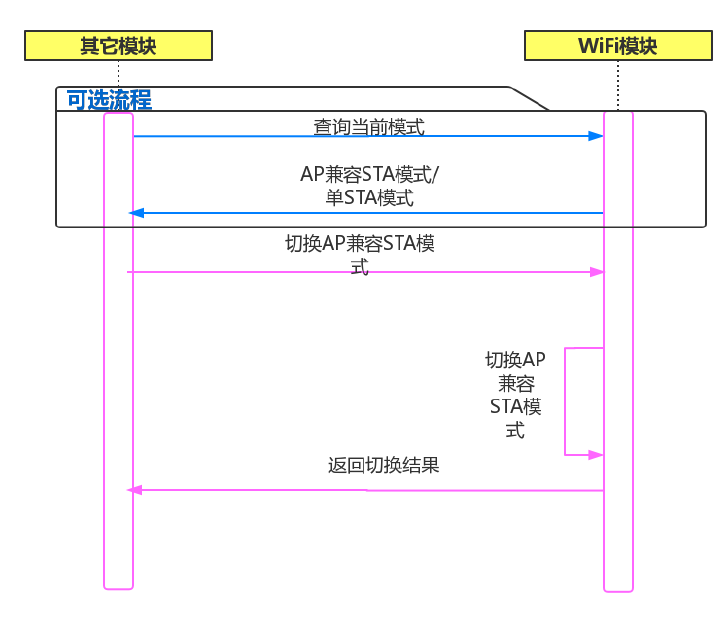 其它模块
WiFi模块
可选流程
查询当前模式
AP兼容STA模式/
单STA模式
切换AP兼容STA模
式
切换AP
兼容
STA模
式
返回切换结果